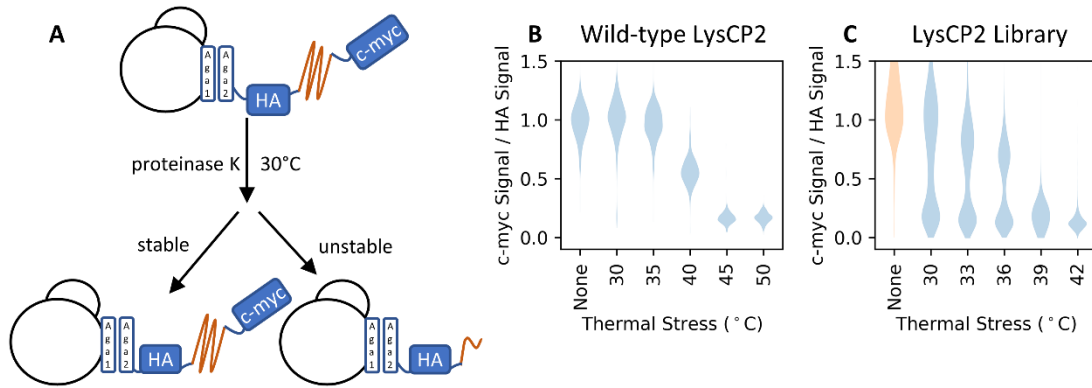 A
Aga1
Aga2
HA
c-myc
proteinase K 30°C
stable unstable
Aga1
Aga2
HA
c-myc
Aga1
Aga2
HA
B Wild-type LysCP2
c-myc Signal / HA Signal
1.5
1.0
0.5
0.0
None 30 35 40 45 50
Thermal Stress (°C)
C LysCP2 Library
c-myc Signal / HA Signal
1.5
1.0
0.5
0.0
None 30 33 36 39 42
Thermal Stress (°C)